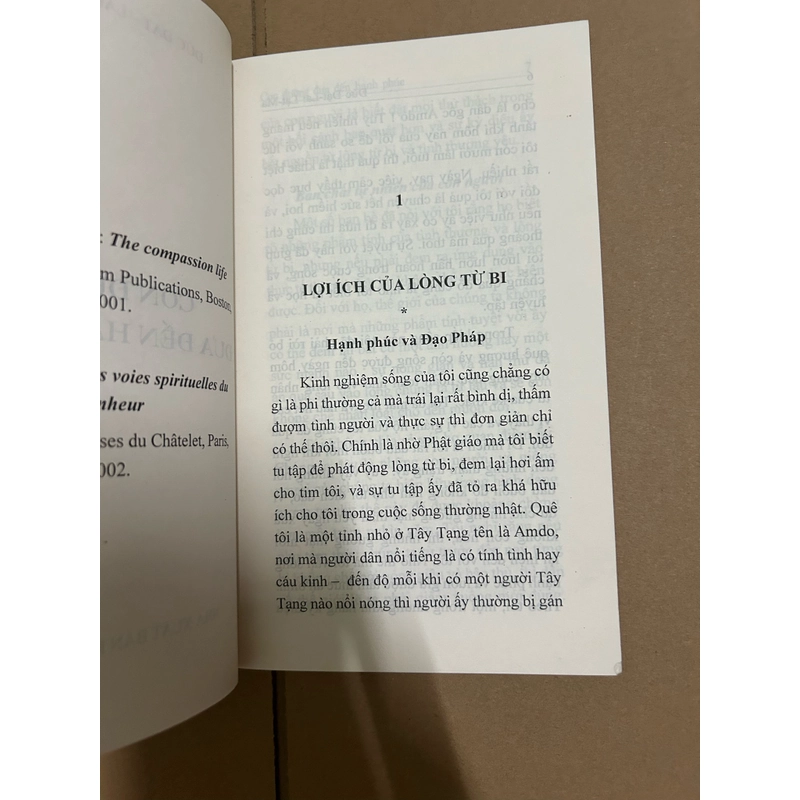 : The compassion life
m Publications, Boston,
001.
s voies spirituelles du
nheur
ses du Châtelet, Paris,
002.
1
LỢI ÍCH CỦA LÒNG TỪ BI
*
Hạnh phúc và Đạo Pháp
Kinh nghiệm sống của tôi cũng chẳng có
gì là phi thường cả mà trái lại rất bình dị, thấm
đượm tình người và thực sự thì đơn giản chỉ
có thế thôi. Chính là nhờ Phật giáo mà tôi biết
tu tập để phát động lòng từ bi, đem lại hơi ấm
cho tim tôi, và sự tu tập ấy đã tỏ ra khá hữu
ích cho tôi trong cuộc sống thường nhật. Quê
tôi là một tỉnh nhỏ ở Tây Tạng tên là Amdo,
nơi mà người dân nổi tiếng là có tính tình hay
cáu kỉnh – đến độ mỗi khi có một người Tây
Tạng nào nổi nóng thì người ấy thường bị gán